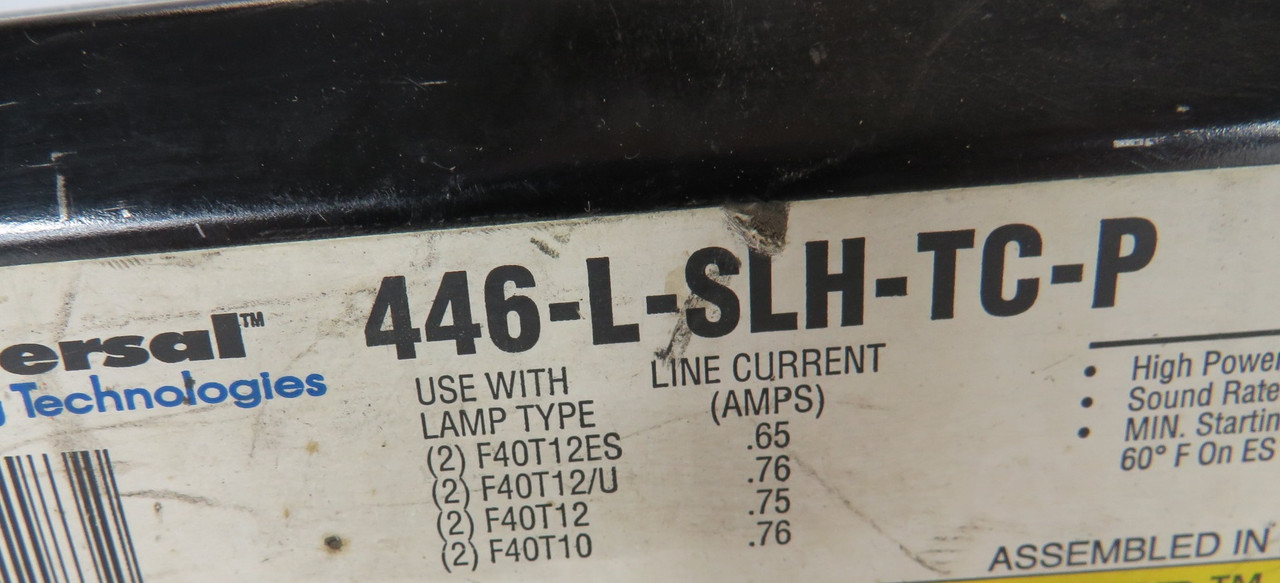 446-L-SLH-TC-P
ersal™
Technologies
USE WITH
LAMP TYPE
LINE CURRENT
(AMPS)
(2) F40T12ES .65
(2) F40T12/U .76
(2) F40T12 .75
(2) F40T10 .76
• High Power
• Sound Rate
• MIN. Startin
60° F On ES
ASSEMBLED IN
TM